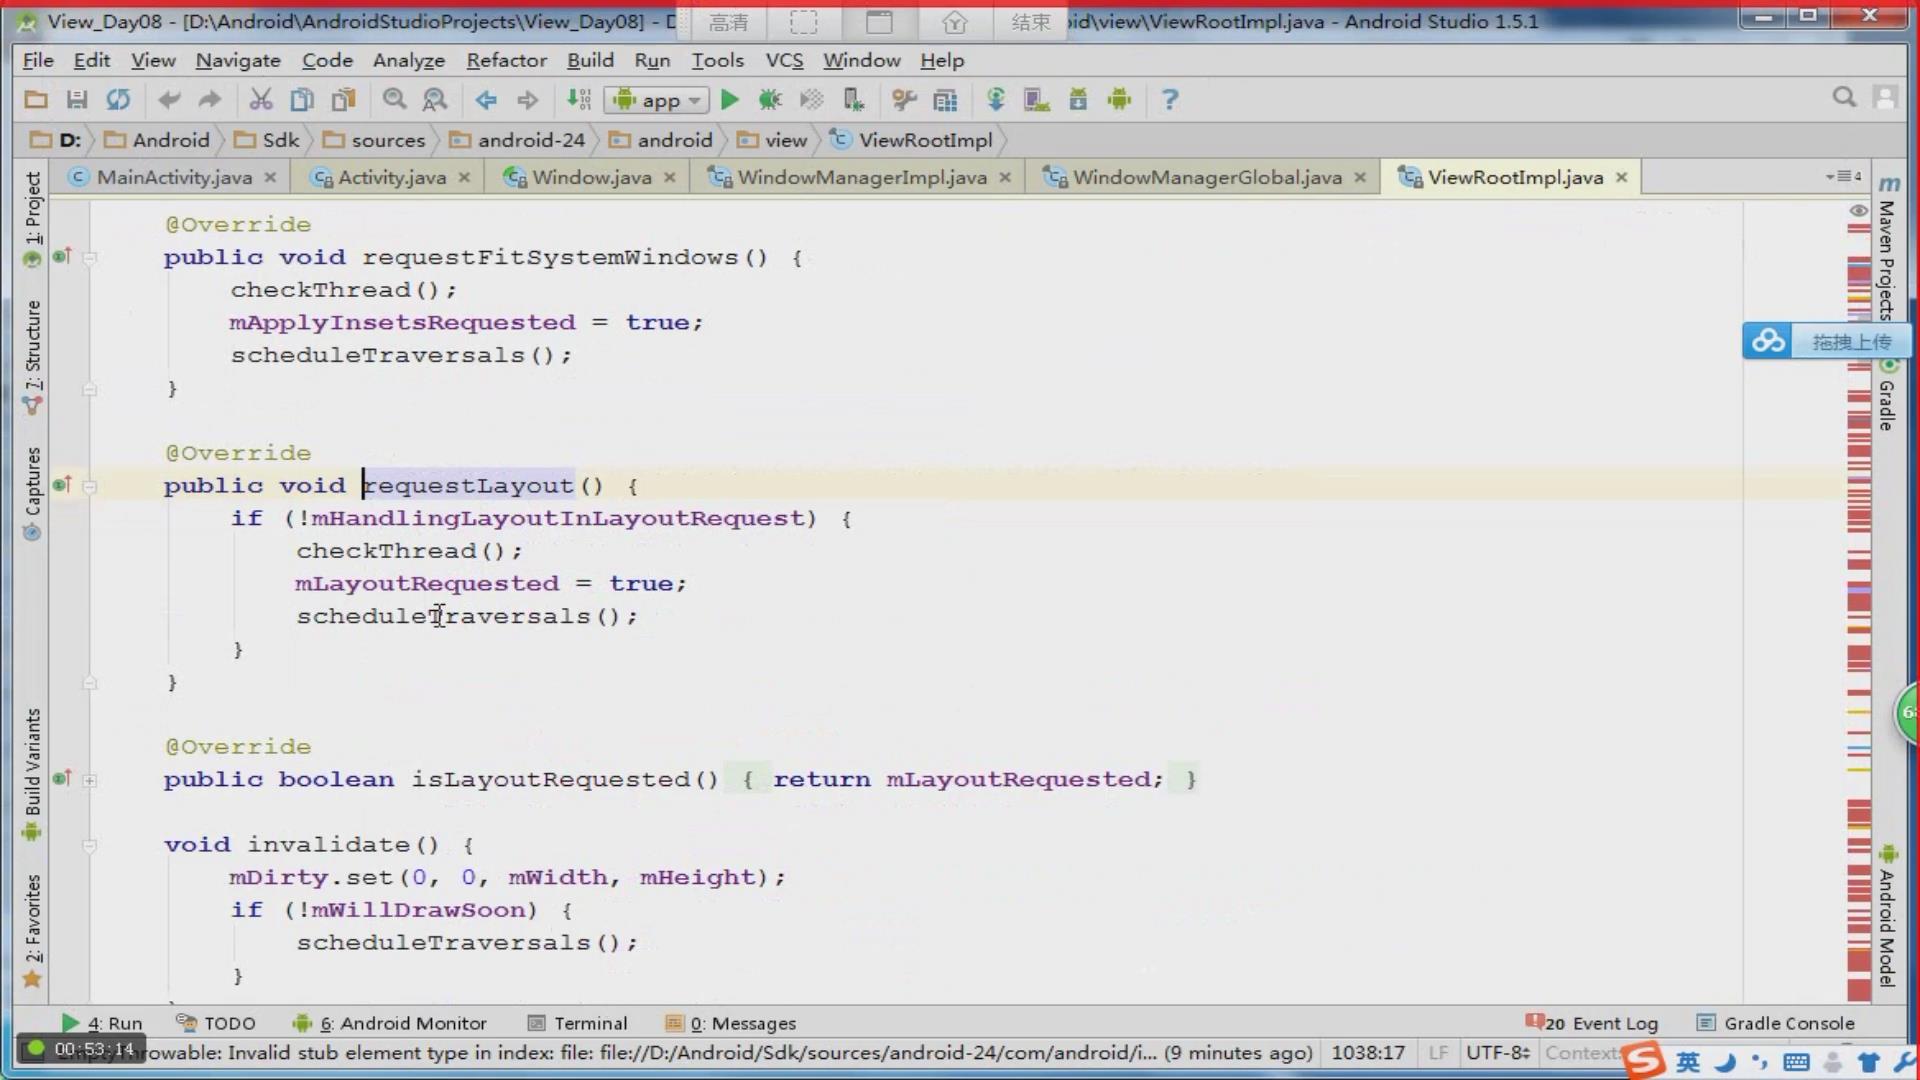 View_Day08 - [D:\Android\AndroidStudioProjects\View_Day08] - 高清 结束 id\view\ViewRootImpl.java - Android Studio 1.5.1
File Edit View Navigate Code Analyze Refactor Build Run Tools VCS Window Help
app
D: Android Sdk sources android-24 android view ViewRootImpl
MainActivity.java Activity.java Window.java WindowManagerImpl.java WindowManagerGlobal.java ViewRootImpl.java
4
1: Project
7: Structure
Captures
Build Variants
2: Favorites
@Override
public void requestFitSystemWindows() {
checkThread();
mApplyInsetsRequested = true;
scheduleTraversals();
}
@Override
public void requestLayout() {
if (!mHandlingLayoutInLayoutRequest) {
checkThread();
mLayoutRequested = true;
scheduleTraversals();
}
}
@Override
public boolean isLayoutRequested() { return mLayoutRequested; }
void invalidate() {
mDirty.set(0, 0, mWidth, mHeight);
if (!mWillDrawSoon) {
scheduleTraversals();
}
Maven Projects
拖拽上传
Gradle
Android Model
4: Run TODO 6: Android Monitor Terminal 0: Messages 20 Event Log Gradle Console
00:53:14
Throwable: Invalid stub element type in index: file: file://D:/Android/Sdk/sources/android-24/com/android/i... (9 minutes ago) 1038:17 LF UTF-8 Context: 英